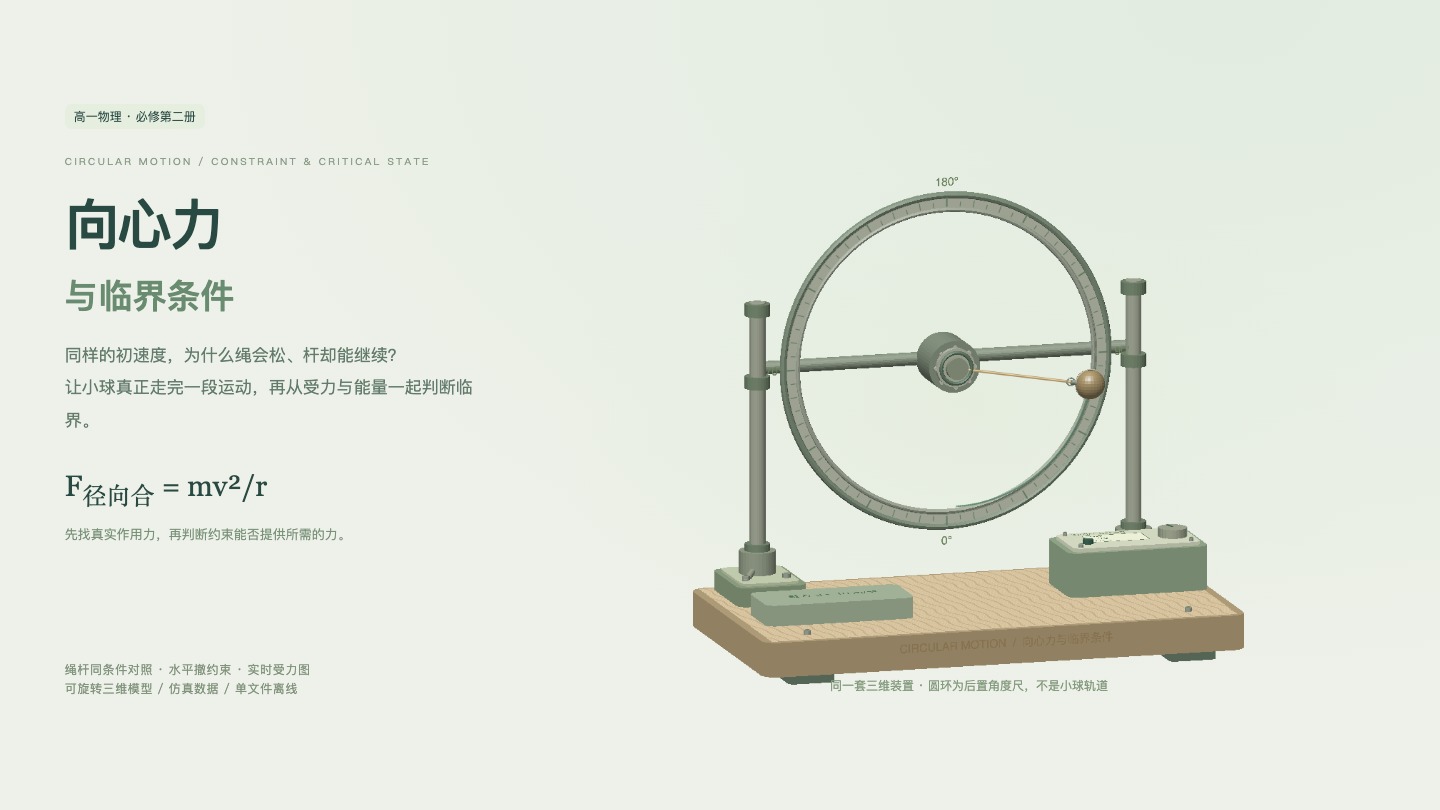 高一物理 · 必修第二册
CIRCULAR MOTION / CONSTRAINT & CRITICAL STATE
向心力
与临界条件
同样的初速度，为什么绳会松、杆却能继续？
让小球真正走完一段运动，再从受力与能量一起判断临
界。
F径向合 = mv²/r
先找真实作用力，再判断约束能否提供所需的力。
绳杆同条件对照 · 水平撤约束 · 实时受力图
可旋转三维模型 / 仿真数据 / 单文件离线
180°
0°
CIRCULAR MOTION / 向心力与临界条件
同一套三维装置 · 圆环为后置角度尺，不是小球轨道